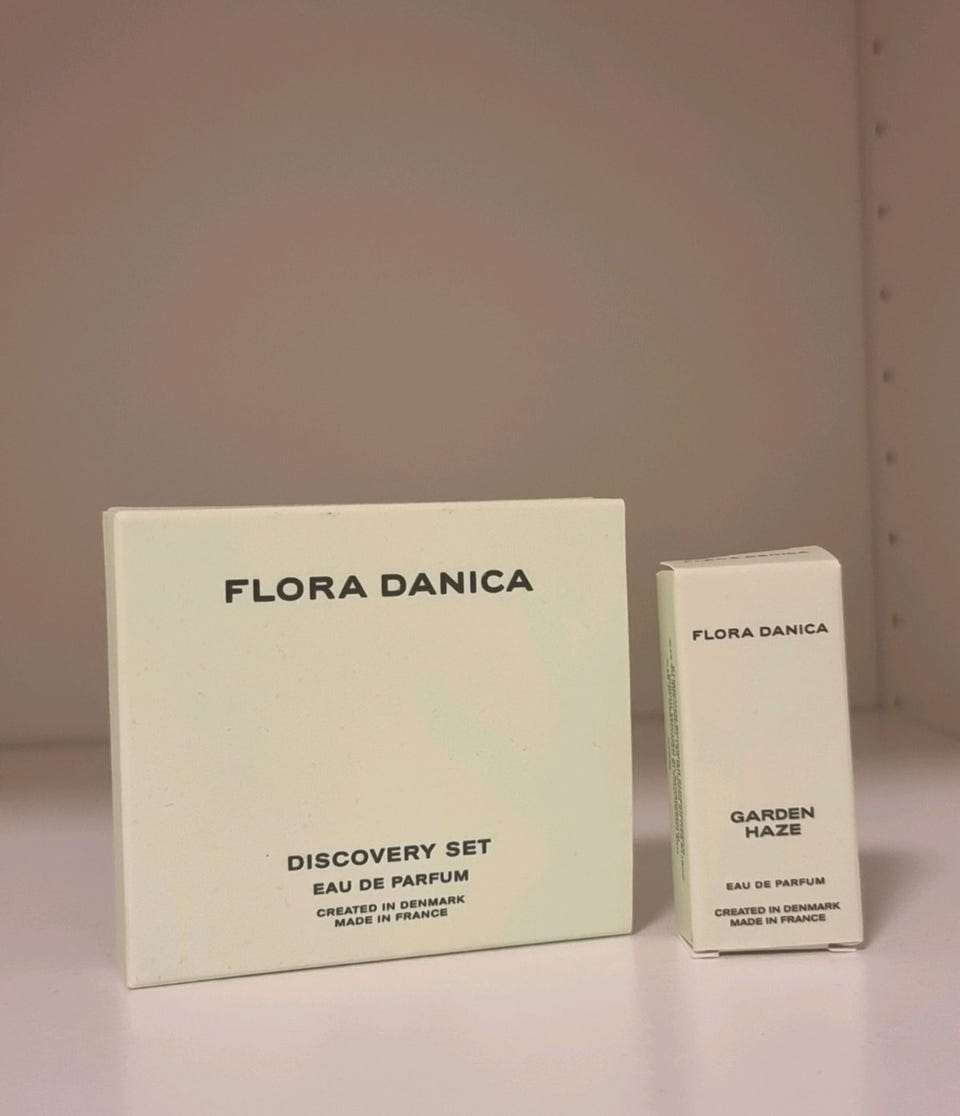 FLORA DANICA
DISCOVERY SET
EAU DE PARFUM
CREATED IN DENMARK
MADE IN FRANCE
FLORA DANICA
GARDEN
HAZE
EAU DE PARFUM
CREATED IN DENMARK
MADE IN FRANCE